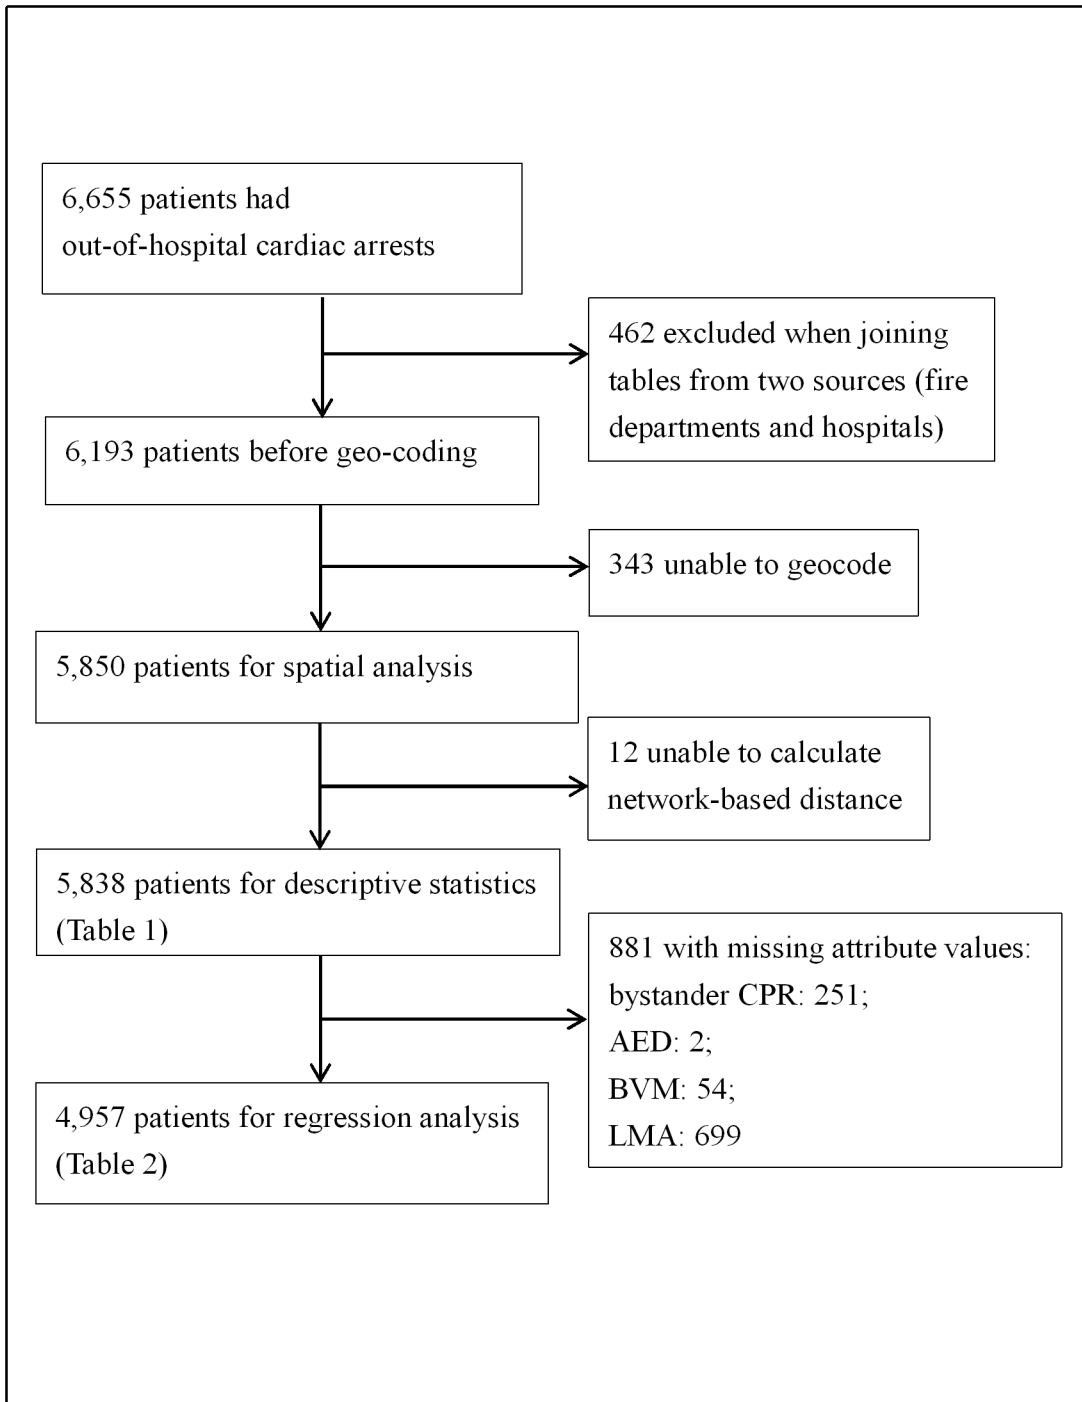 6,655 patients had
out-of-hospital cardiac arrests
462 excluded when joining
tables from two sources (fire
departments and hospitals)
6,193 patients before geo-coding
343 unable to geocode
5,850 patients for spatial analysis
12 unable to calculate
network-based distance
5,838 patients for descriptive statistics
(Table 1)
881 with missing attribute values:
bystander CPR: 251;
AED: 2;
BVM: 54;
LMA: 699
4,957 patients for regression analysis
(Table 2)